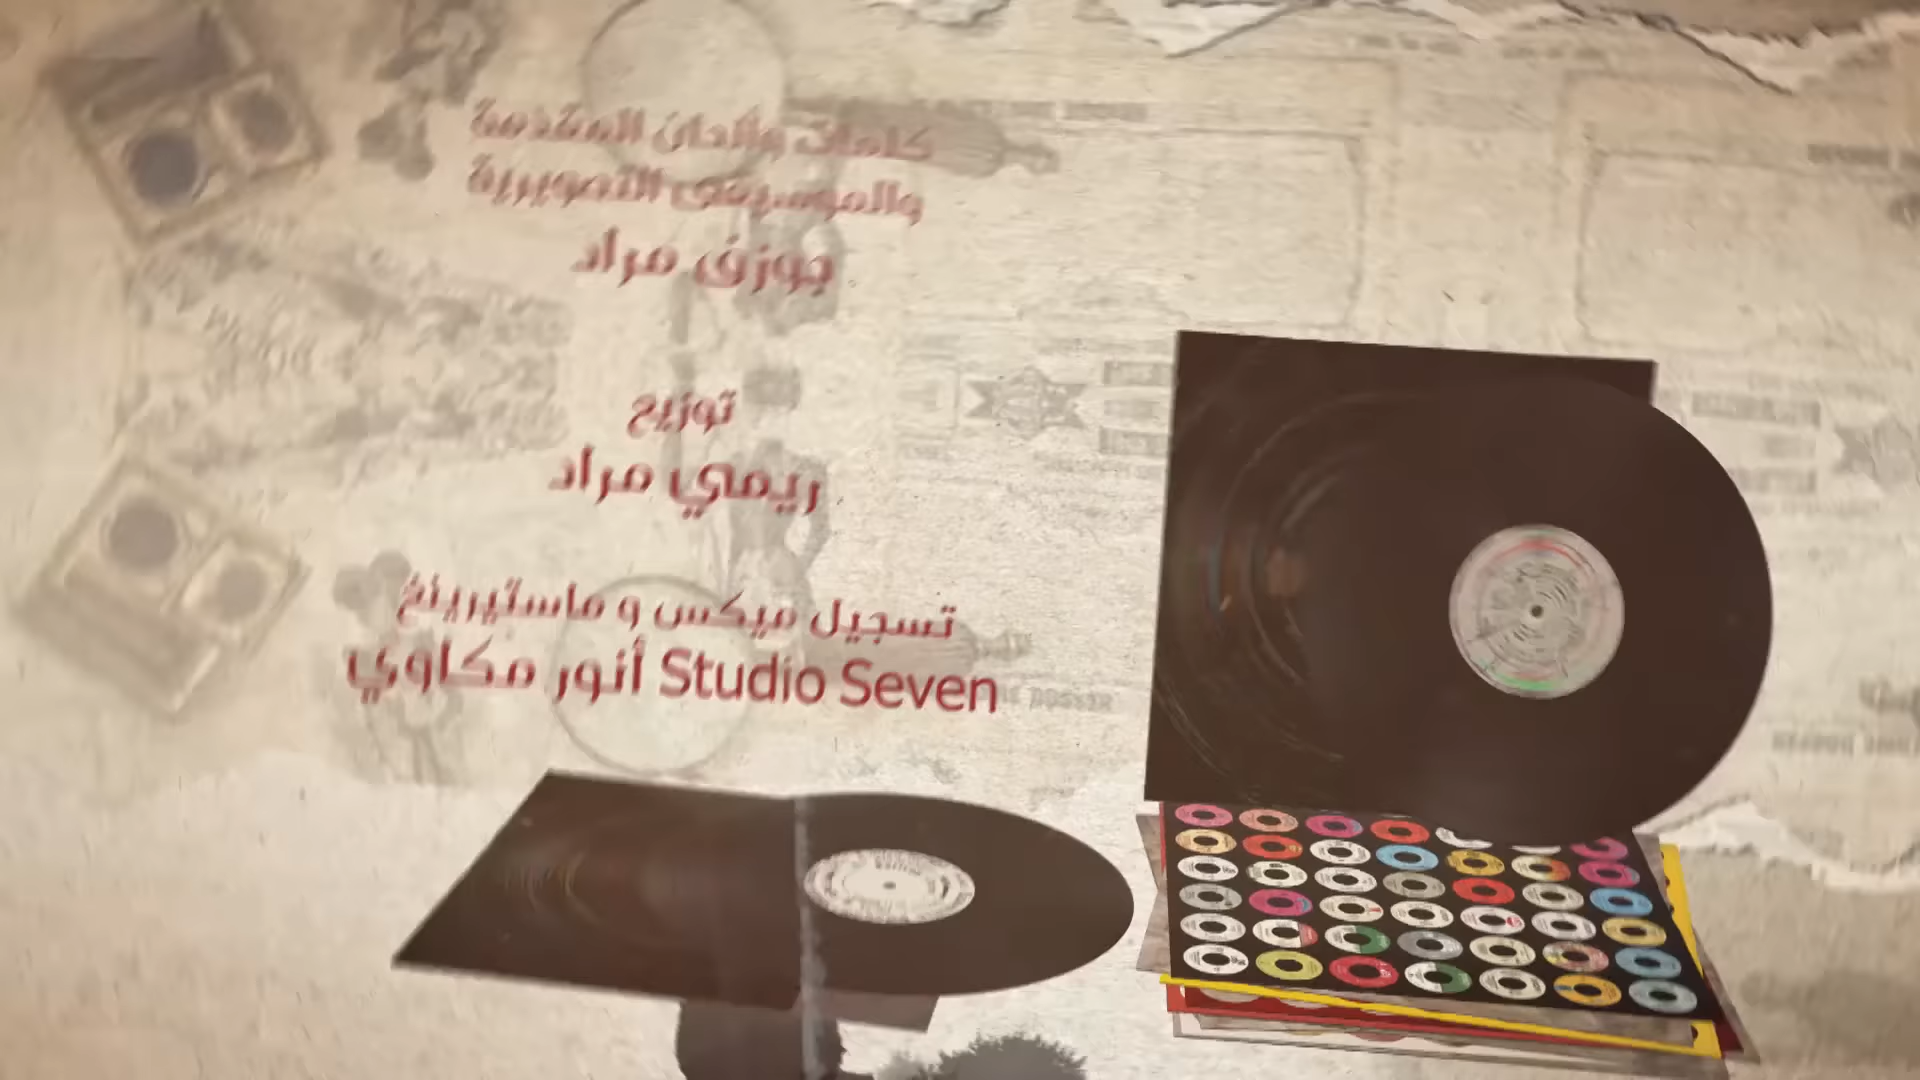 كلمات وألحان المقدمة
والموسيقى التصويرية
جوزف مراد
توزيع
ريمي مراد
تسجيل ميكس و ماستيرينغ
Studio Seven أنور مكاوي